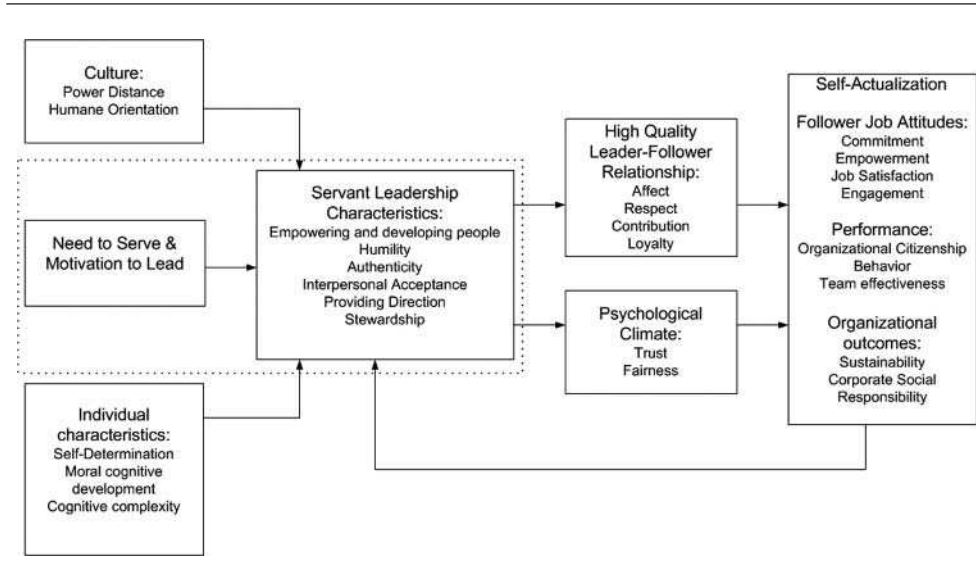 Culture:
Power Distance
Humane Orientation
Need to Serve &
Motivation to Lead
Individual
characteristics:
Self-Determination
Moral cognitive
development
Cognitive complexity
Servant Leadership
Characteristics:
Empowering and developing people
Humility
Authenticity
Interpersonal Acceptance
Providing Direction
Stewardship
High Quality
Leader-Follower
Relationship:
Affect
Respect
Contribution
Loyalty
Psychological
Climate:
Trust
Fairness
Self-Actualization
Follower Job Attitudes:
Commitment
Empowerment
Job Satisfaction
Engagement
Performance:
Organizational Citizenship
Behavior
Team effectiveness
Organizational
outcomes:
Sustainability
Corporate Social
Responsibility